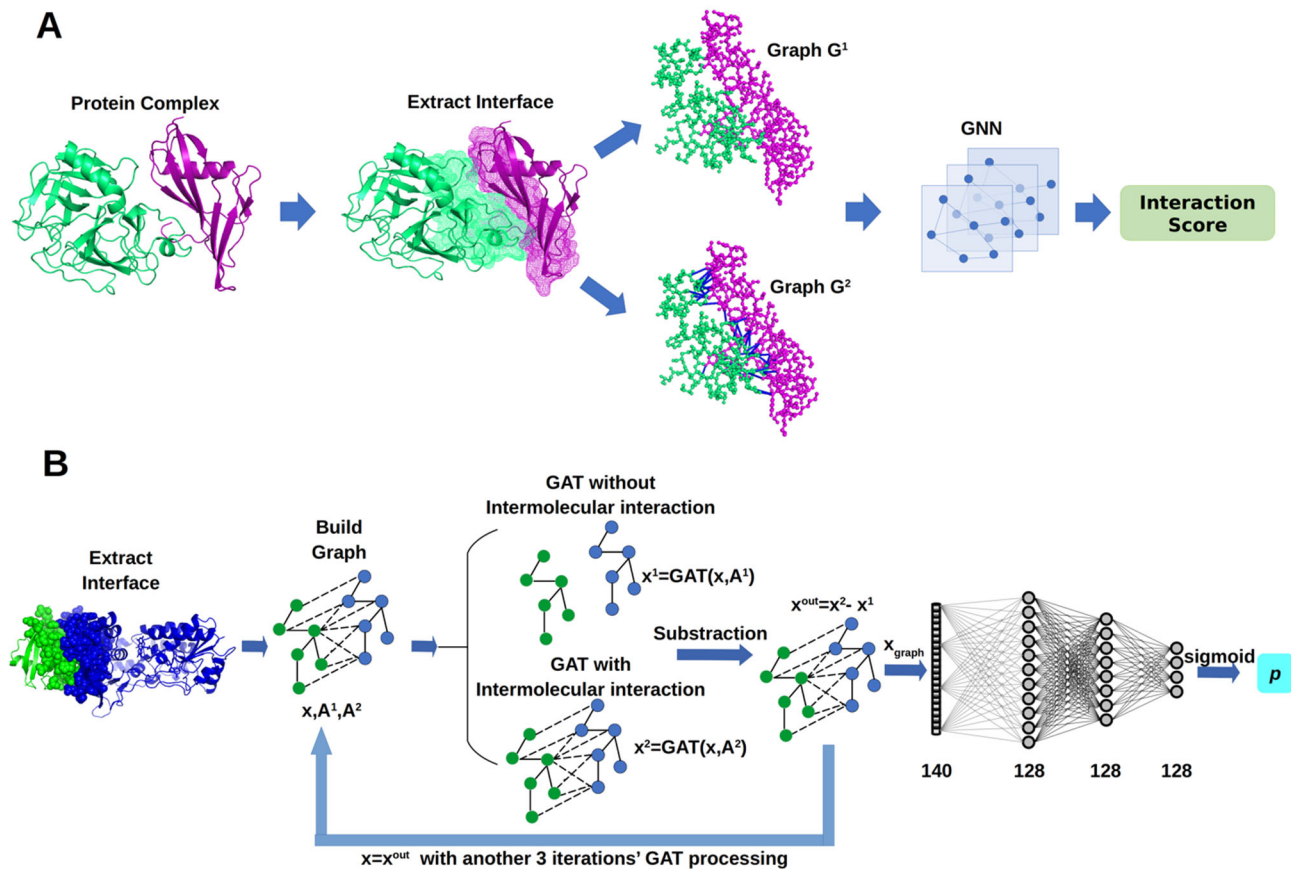 A
Protein Complex
Extract Interface
Graph G¹
Graph G²
GNN
Interaction
Score
B
Extract
Interface
Build
Graph
x,A¹,A²
GAT without
Intermolecular interaction
x¹=GAT(x,A¹)
GAT with
Intermolecular interaction
x²=GAT(x,A²)
Substraction
xᵒᵘᵗ=x²- x¹
x_graph
sigmoid
p
140
128
128
128
x=xᵒᵘᵗ with another 3 iterations’ GAT processing